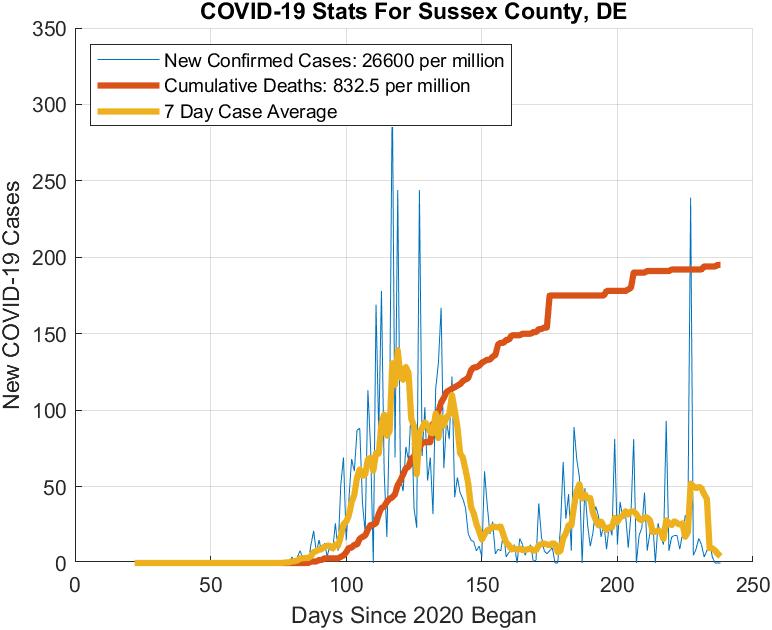 COVID-19 Stats For Sussex County, DE
New Confirmed Cases: 26600 per million
Cumulative Deaths: 832.5 per million
7 Day Case Average
New COVID-19 Cases
350
300
250
200
150
100
50
0
0 50 100 150 200 250
Days Since 2020 Began